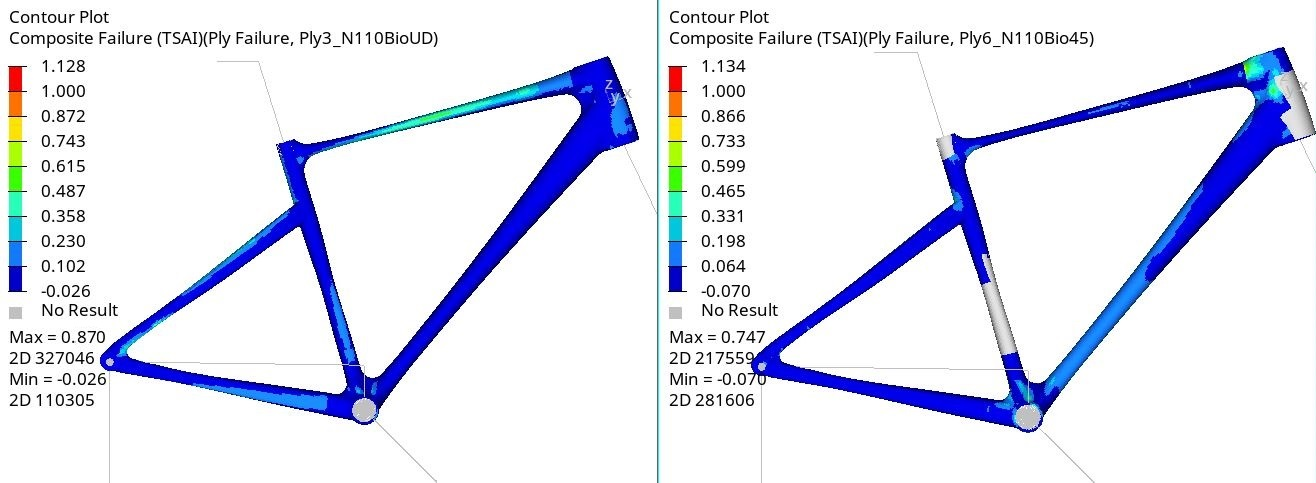 Contour Plot
Composite Failure (TSAI)(Ply Failure, Ply3_N110BioUD)
1.128
1.000
0.872
0.743
0.615
0.487
0.358
0.230
0.102
-0.026
No Result
Max = 0.870
2D 327046
Min = -0.026
2D 110305
Z
Y X
Contour Plot
Composite Failure (TSAI)(Ply Failure, Ply6_N110Bio45)
1.134
1.000
0.866
0.733
0.599
0.465
0.331
0.198
0.064
-0.070
No Result
Max = 0.747
2D 217559
Min = -0.070
2D 281606